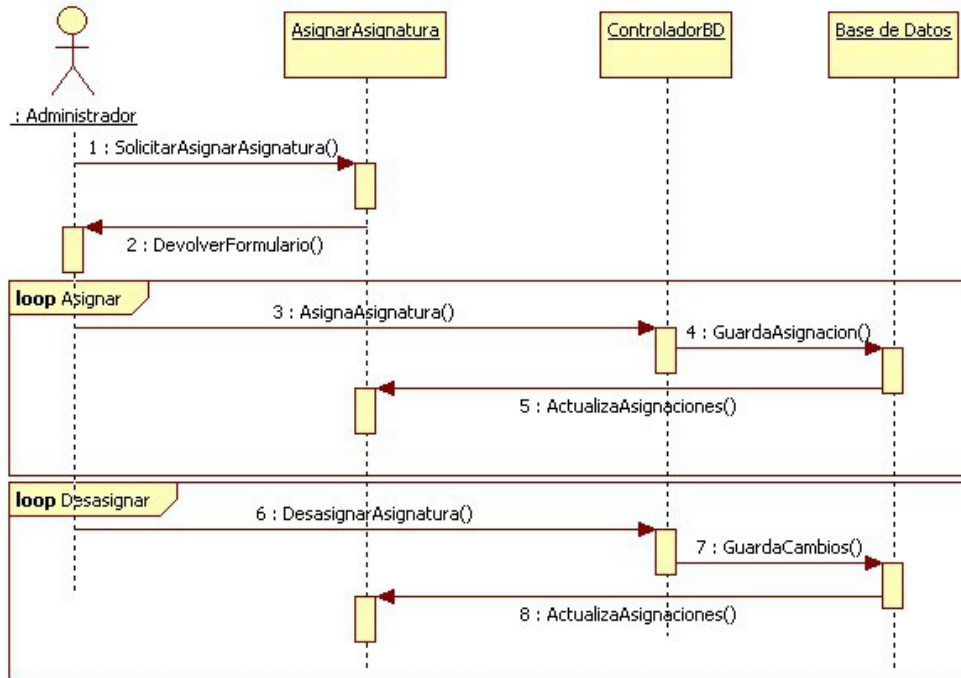 AsignarAsignatura
ControladorBD
Base de Datos
: Administrador
1 : SolicitarAsignarAsignatura()
2 : DevolverFormulario()
loop Asignar
3 : AsignaAsignatura()
4 : GuardaAsignacion()
5 : ActualizaAsignaciones()
loop Desasignar
6 : DesasignarAsignatura()
7 : GuardaCambios()
8 : ActualizaAsignaciones()